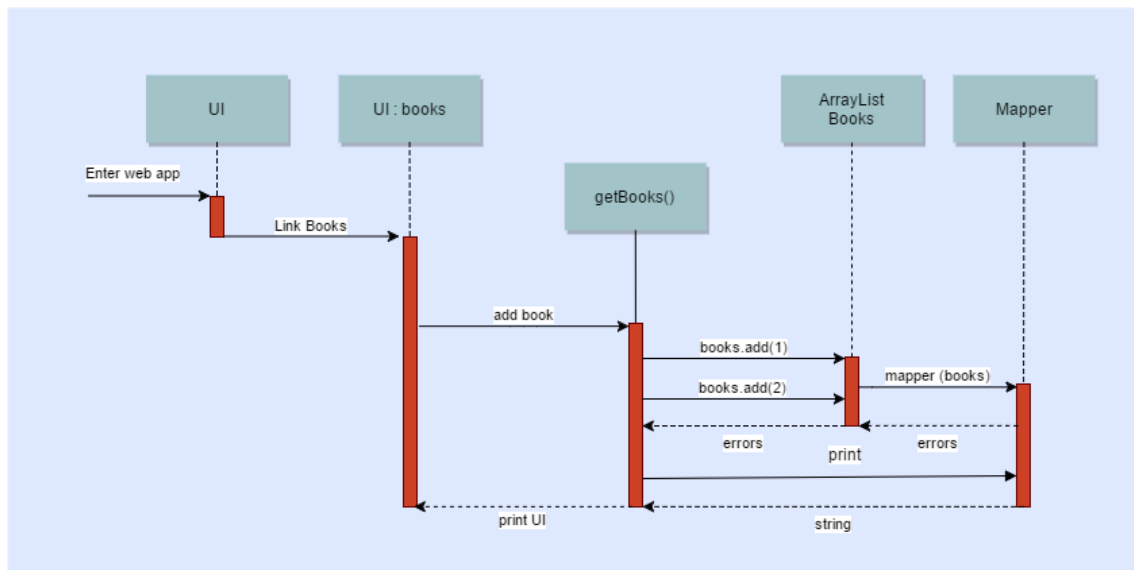 UI
UI : books
ArrayList
Books
Mapper
Enter web app
getBooks()
Link Books
add book
books.add(1)
mapper (books)
books.add(2)
errors
errors
print
print UI
string